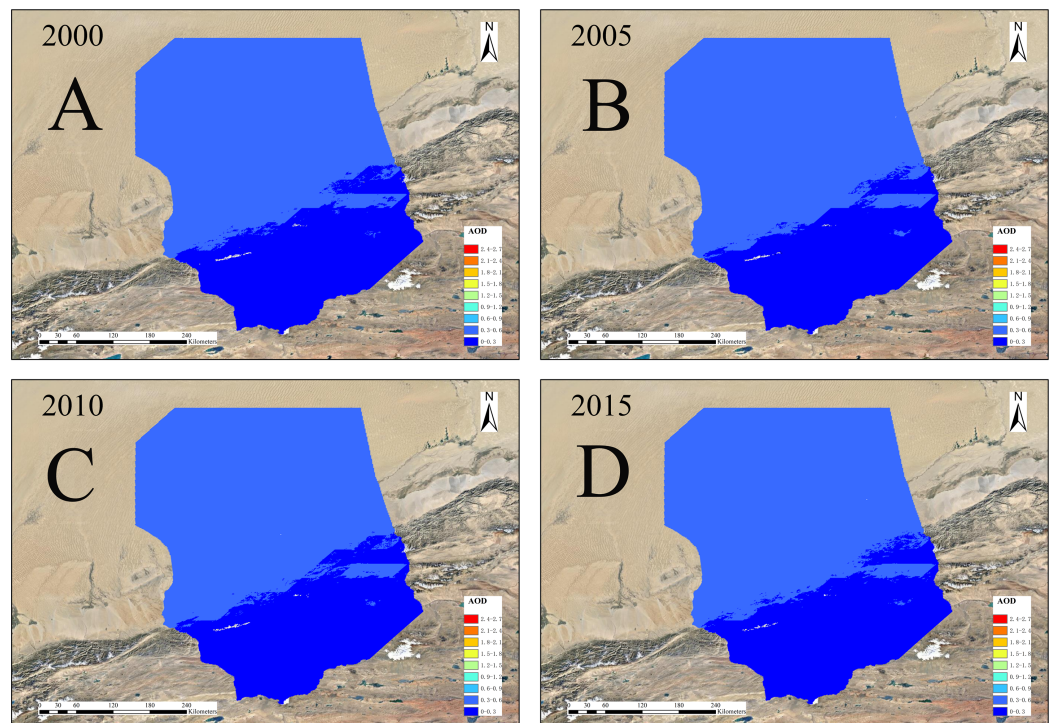 2000
N
A
AOD
2.4-2.7
2.1-2.4
1.8-2.1
1.5-1.8
1.2-1.5
0.9-1.2
0.6-0.9
0.3-0.6
0-0.3
0 30 60 120 180 240
Kilometers
2005
N
B
AOD
2.4-2.7
2.1-2.4
1.8-2.1
1.5-1.8
1.2-1.5
0.9-1.2
0.6-0.9
0.3-0.6
0-0.3
0 30 60 120 180 240
Kilometers
2010
N
C
AOD
2.4-2.7
2.1-2.4
1.8-2.1
1.5-1.8
1.2-1.5
0.9-1.2
0.6-0.9
0.3-0.6
0-0.3
0 30 60 120 180 240
Kilometers
2015
N
D
AOD
2.4-2.7
2.1-2.4
1.8-2.1
1.5-1.8
1.2-1.5
0.9-1.2
0.6-0.9
0.3-0.6
0-0.3
0 30 60 120 180 240
Kilometers